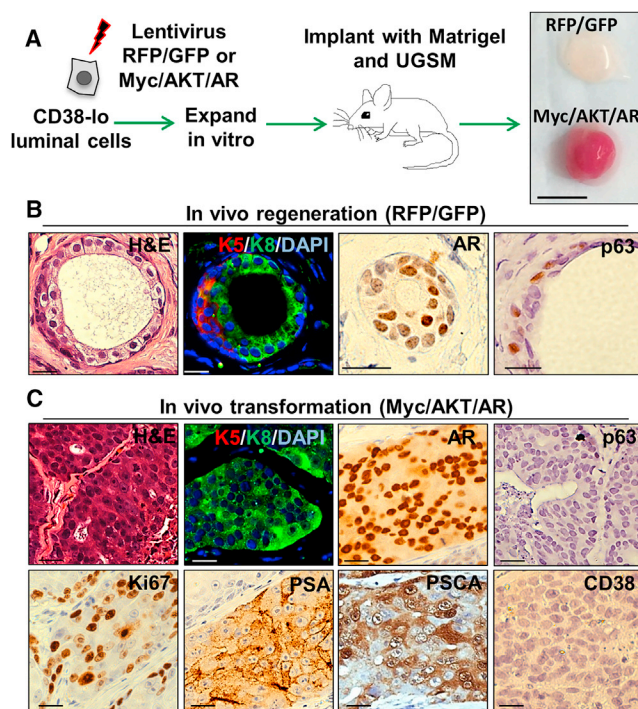 A
Lentivirus
RFP/GFP or
Myc/AKT/AR
CD38-lo
luminal cells
Expand
in vitro
Implant with Matrigel
and UGSM
RFP/GFP
Myc/AKT/AR
B
In vivo regeneration (RFP/GFP)
H&E
K5/K8/DAPI
AR
p63
C
In vivo transformation (Myc/AKT/AR)
H&E
K5/K8/DAPI
AR
p63
Ki67
PSA
PSCA
CD38